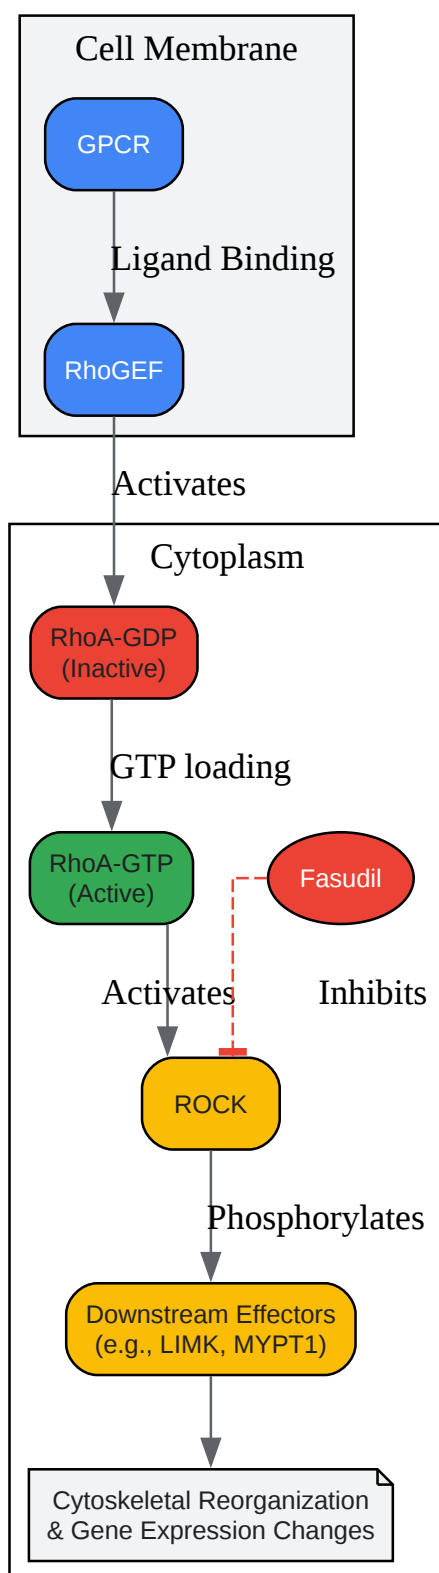 Cell Membrane
GPCR
Ligand Binding
RhoGEF
Activates
Cytoplasm
RhoA-GDP
(Inactive)
GTP loading
RhoA-GTP
(Active)
Fasudil
Activates
Inhibits
ROCK
Phosphorylates
Downstream Effectors
(e.g., LIMK, MYPT1)
Cytoskeletal Reorganization
& Gene Expression Changes